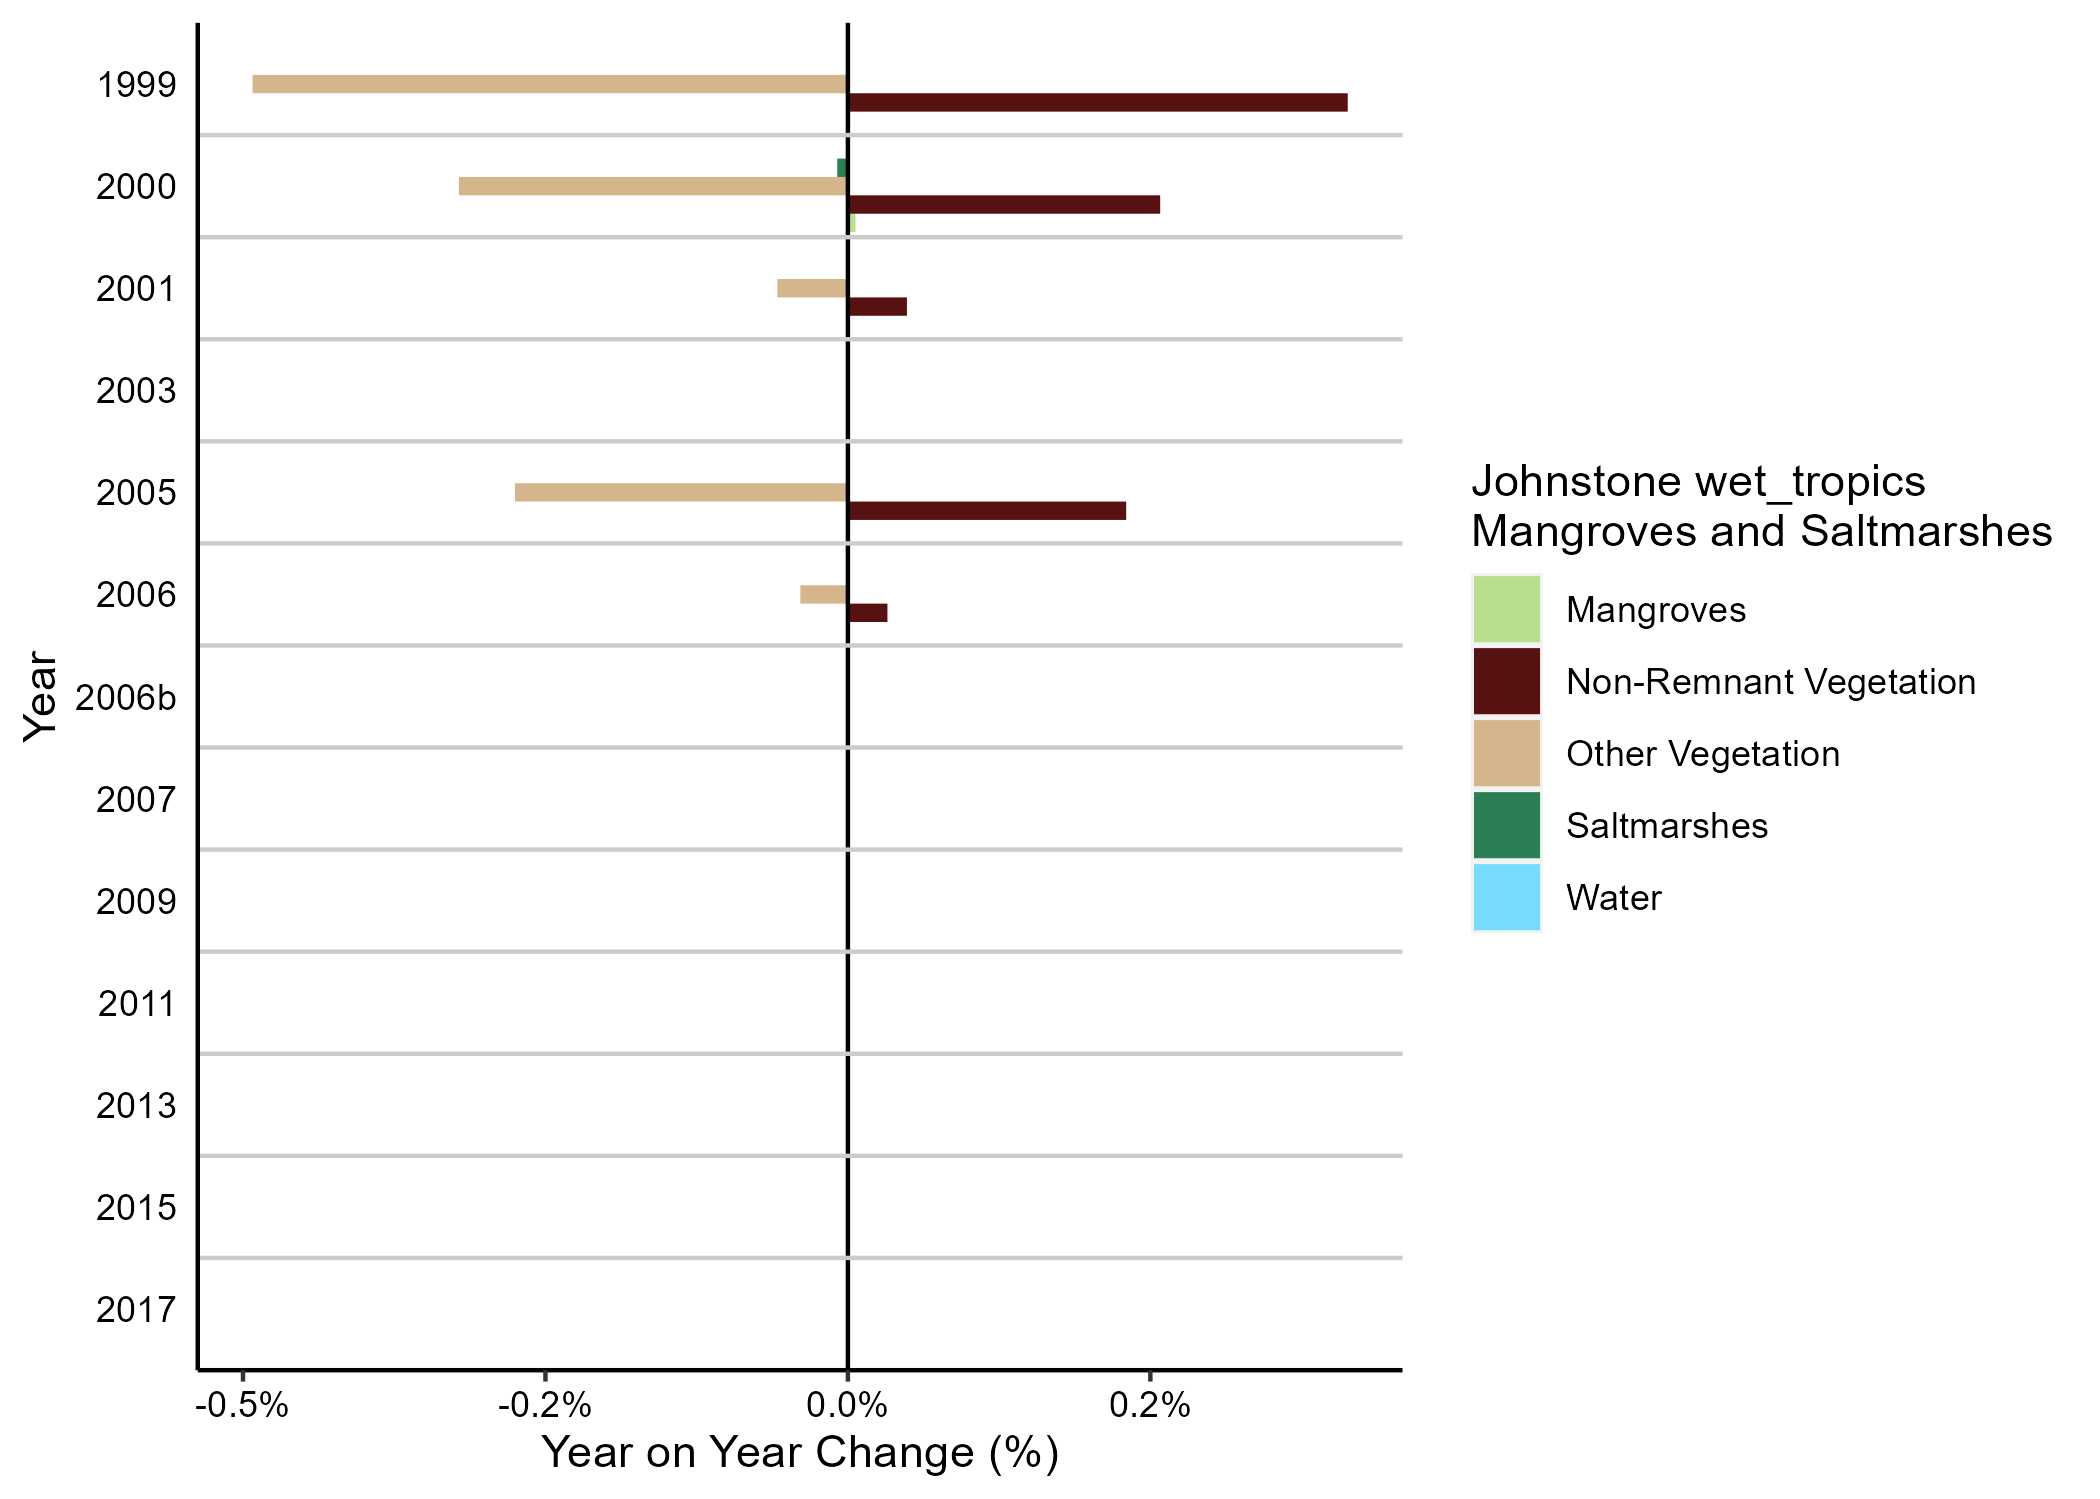 1999
2000
2001
2003
2005
2006
2006b
2007
2009
2011
2013
2015
2017
Year
-0.5%
-0.2%
0.0%
0.2%
Year on Year Change (%)
Johnstone wet_tropics
Mangroves and Saltmarshes
Mangroves
Non-Remnant Vegetation
Other Vegetation
Saltmarshes
Water